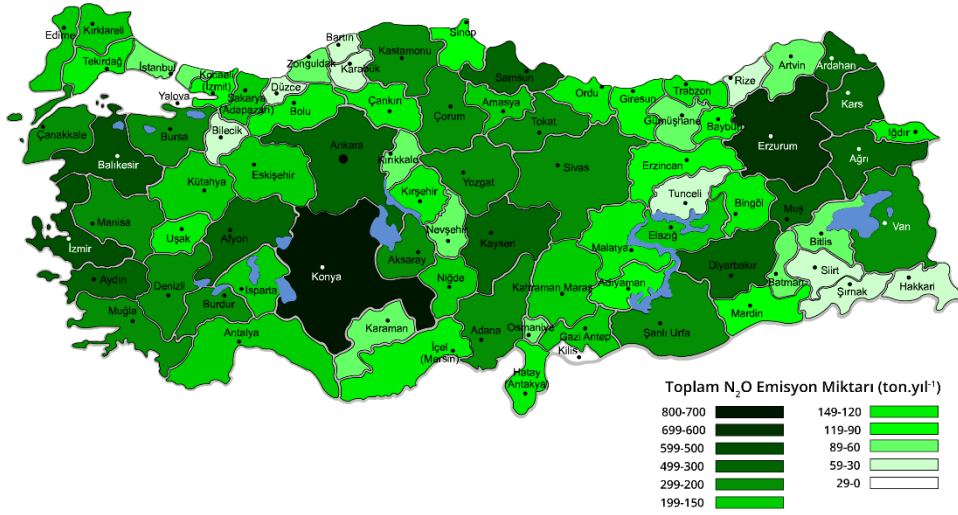 Edirne
Kırklareli
Tekirdağ
İstanbul
Yalova
Kocaeli
(İzmit)
Sakarya
(Adapazarı)
Düzce
Zonguldak
Bartın
Karabük
Bolu
Kastamonu
Çankırı
Sinop
Samsun
Amasya
Çorum
Tokat
Ordu
Giresun
Trabzon
Gümüşhane
Bayburt
Rize
Artvin
Ardahan
Kars
Iğdır
Ağrı
Erzurum
Erzincan
Çanakkale
Balıkesir
Bursa
Bilecik
Kütahya
Eskişehir
Ankara
Kırıkkale
Kırşehir
Yozgat
Sivas
Tunceli
Bingöl
Muş
Bitlis
Van
Manisa
İzmir
Uşak
Afyon
Konya
Aksaray
Nevşehir
Kayseri
Malatya
Elazığ
Diyarbakır
Batman
Siirt
Şırnak
Hakkari
Aydın
Denizli
Muğla
Burdur
Isparta
Antalya
Karaman
Niğde
İçel
(Mersin)
Adana
Kahraman Maraş
Osmaniye
Adıyaman
Gazi Antep
Kilis
Hatay
(Antakya)
Şanlı Urfa
Mardin
Toplam N₂O Emisyon Miktarı (ton.yıl⁻¹)
800-700
699-600
599-500
499-300
299-200
199-150
149-120
119-90
89-60
59-30
29-0